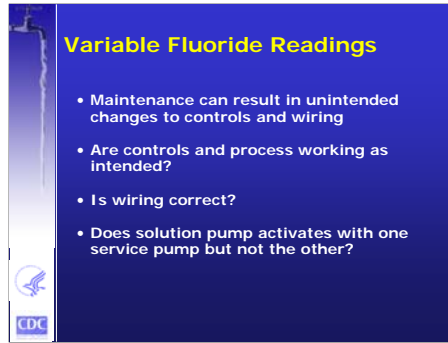 Variable Fluoride Readings
• Maintenance can result in unintended
changes to controls and wiring
• Are controls and process working as
intended?
• Is wiring correct?
• Does solution pump activates with one
service pump but not the other?
CDC